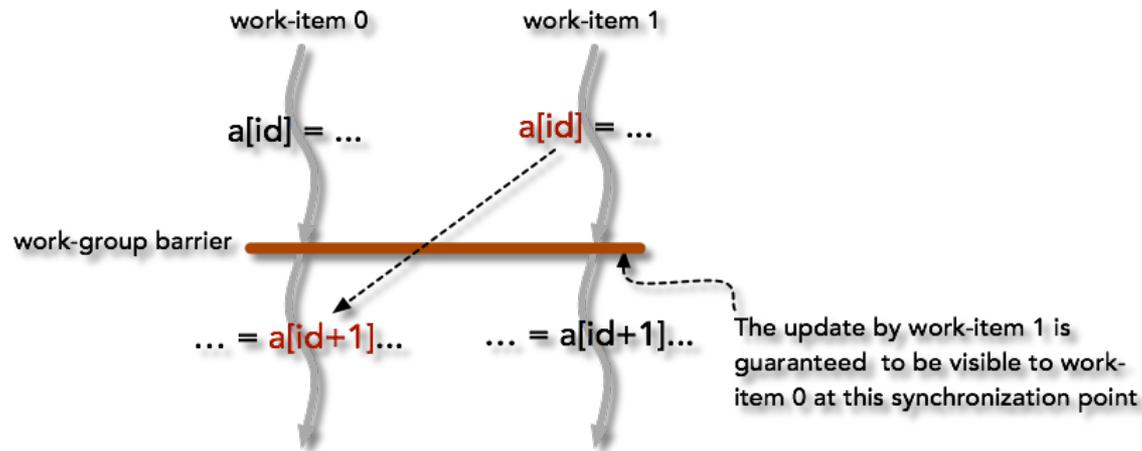 work-item 0
work-item 1
a[id] = ...
a[id] = ...
work-group barrier
... = a[id+1]...
... = a[id+1]...
The update by work-item 1 is
guaranteed to be visible to work-
item 0 at this synchronization point